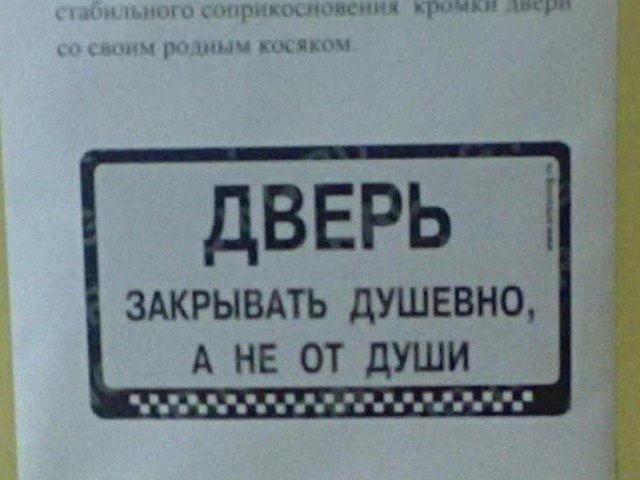 стабильного соприкосновения кромки двери
со своим родным косяком.
ДВЕРЬ
ЗАКРЫВАТЬ ДУШЕВНО,
А НЕ ОТ ДУШИ